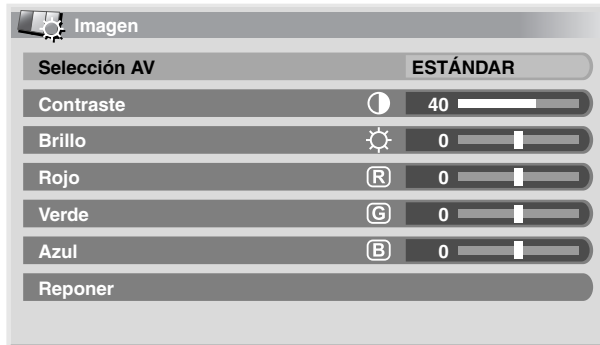 Imagen
Selección AV ESTÁNDAR
Contraste 40
Brillo 0
Rojo R 0
Verde G 0
Azul B 0
Reponer